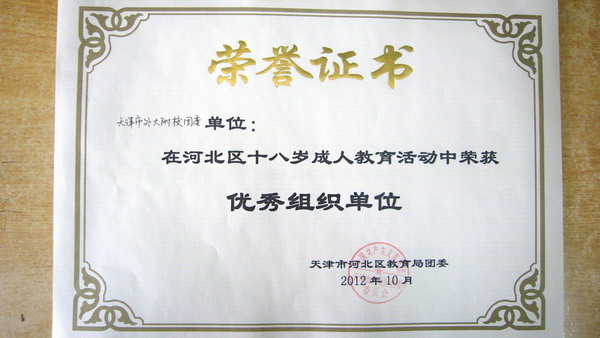 荣誉证书
天津市外大附校团委 单位：
在河北区十八岁成人教育活动中荣获
优秀组织单位
天津市河北区教育局团委
2012 年 10 月